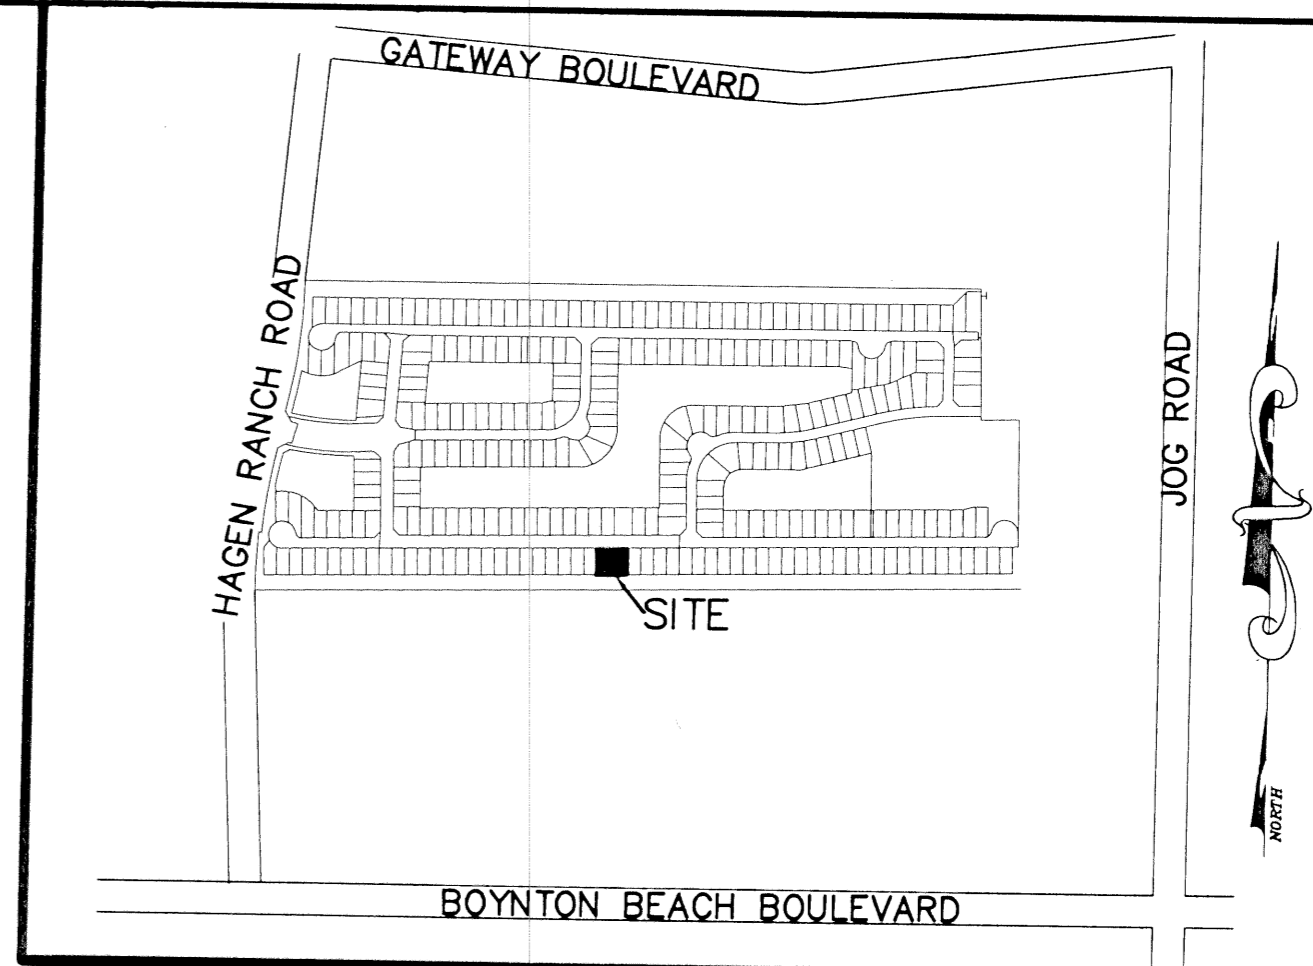 GATEWAY BOULEVARD
HAGEN RANCH ROAD
JOG ROAD
SITE
NORTH
BOYNTON BEACH BOULEVARD